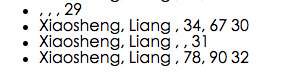 • , , , 29
• Xiaosheng, Liang , 34, 67 30
• Xiaosheng, Liang , , 31
• Xiaosheng, Liang , 78, 90 32